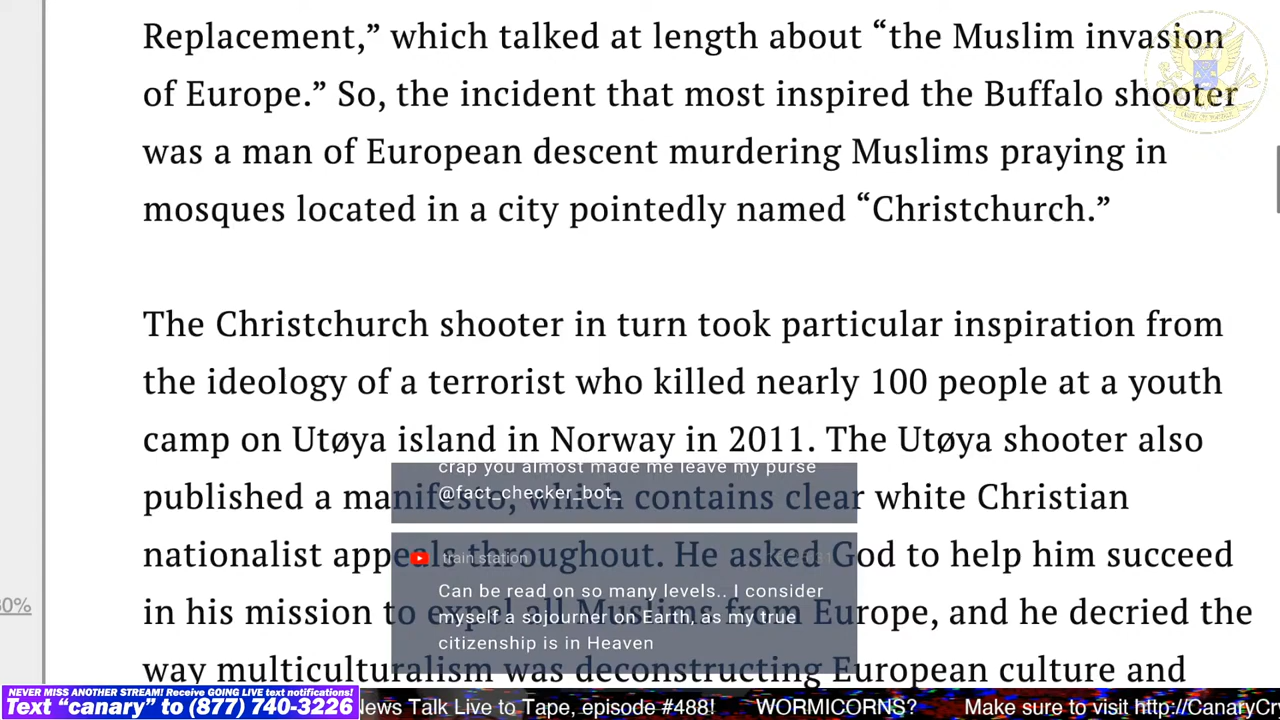 Replacement,” which talked at length about “the Muslim invasion
of Europe.” So, the incident that most inspired the Buffalo shooter
was a man of European descent murdering Muslims praying in
mosques located in a city pointedly named “Christchurch.”
The Christchurch shooter in turn took particular inspiration from
the ideology of a terrorist who killed nearly 100 people at a youth
camp on Utøya island in Norway in 2011. The Utøya shooter also
published a manifesto, which contains clear white Christian
nationalist appeals throughout. He asked God to help him succeed
in his mission to expel all Muslims from Europe, and he decried the
way multiculturalism was deconstructing European culture and
crap you almost made me leave my purse
@fact_checker_bot_
train station
Can be read on so many levels.. I consider
myself a sojourner on Earth, as my true
citizenship is in Heaven
30%
NEVER MISS ANOTHER STREAM! Receive GOING LIVE text notifications!
Text “canary” to (877) 740-3226
News Talk Live to Tape, episode #488! WORMICORNS? Make sure to visit http://CanaryCr